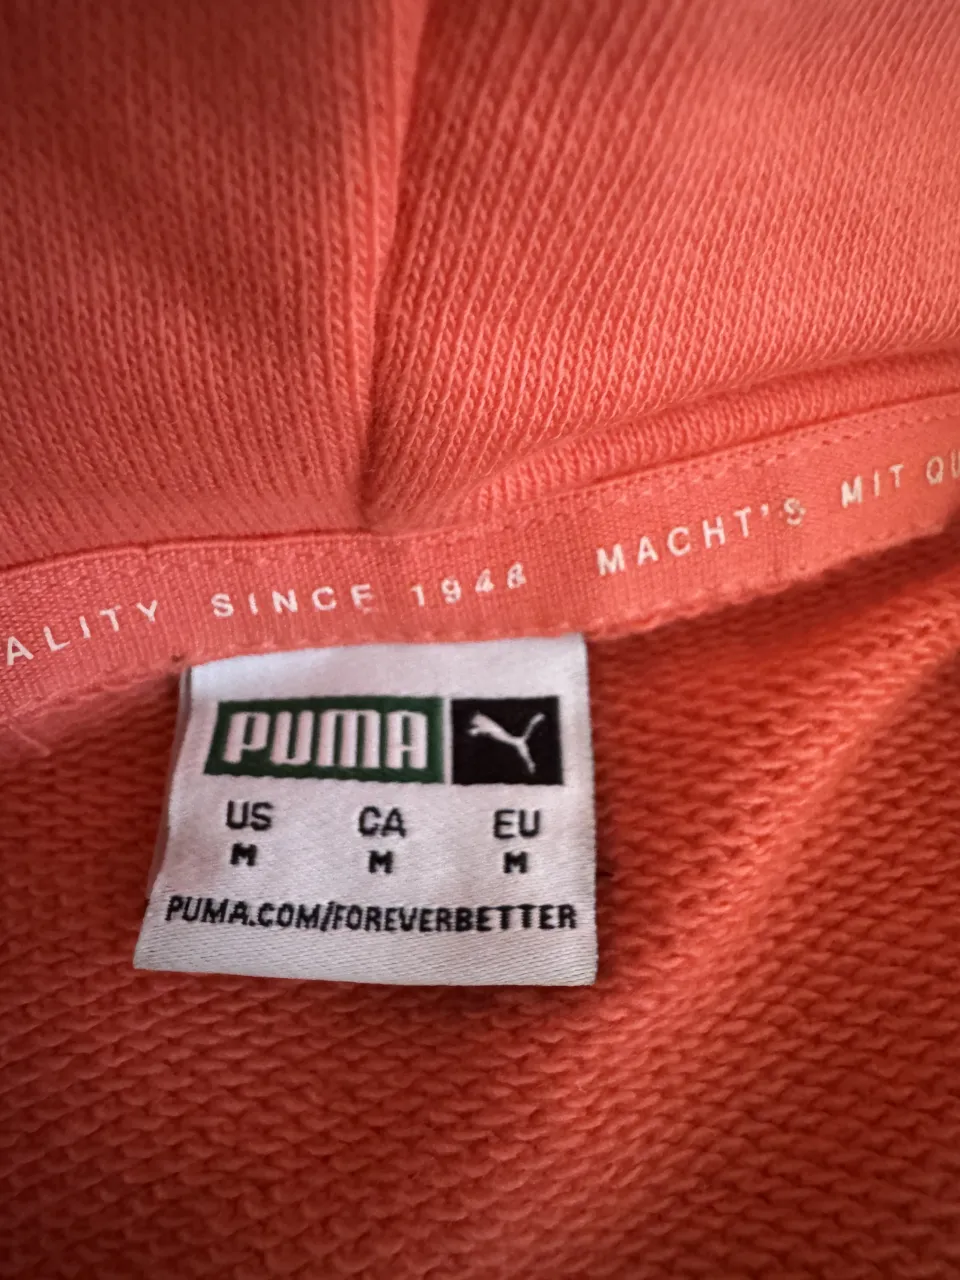 ALITY SINCE 1948 MACHT'S MIT QU
PUMA
US CA EU
M M M
PUMA.COM/FOREVERBETTER